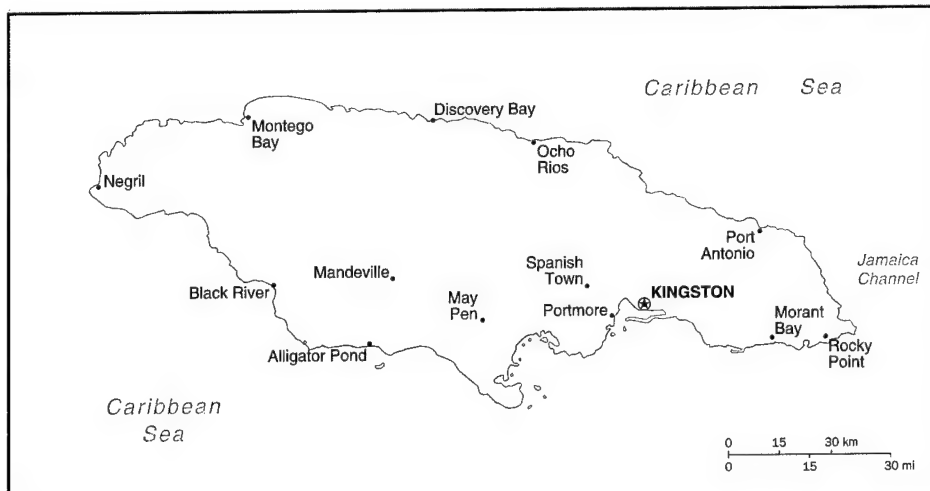 Caribbean Sea
Discovery Bay
Montego
Bay
Ocho
Rios
Negril
Port
Antonio
Jamaica
Channel
Spanish
Town
Mandeville
Black River
KINGSTON
May
Pen
Portmore
Morant
Bay
Alligator Pond
Rocky
Point
Caribbean
Sea
0 15 30 km
0 15 30 mi